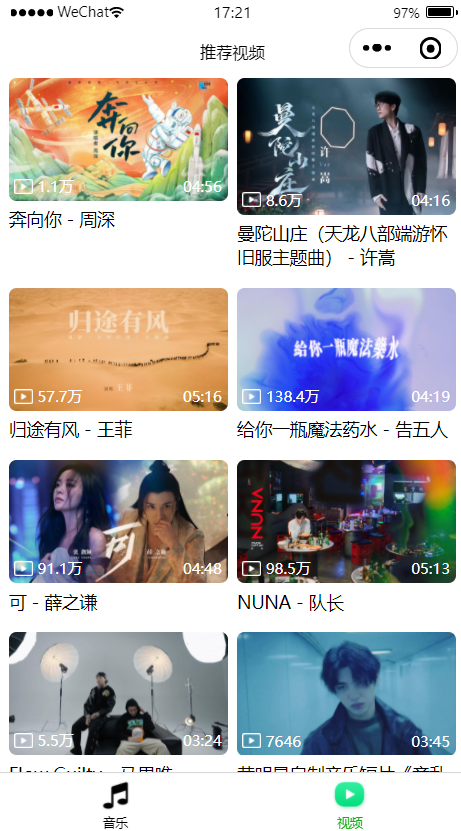 WeChat 17:21 97%
推荐视频
奔向你
1.1万 04:56
奔向你 - 周深
曼陀山庄
许嵩
8.6万 04:16
曼陀山庄（天龙八部端游怀
旧服主题曲） - 许嵩
归途有风
王菲
57.7万 05:16
归途有风 - 王菲
给你一瓶魔法药水
138.4万 04:19
给你一瓶魔法药水 - 告五人
可
91.1万 04:48
可 - 薛之谦
NUNA
98.5万 05:13
NUNA - 队长
5.5万 03:24
7646 03:45
音乐
视频